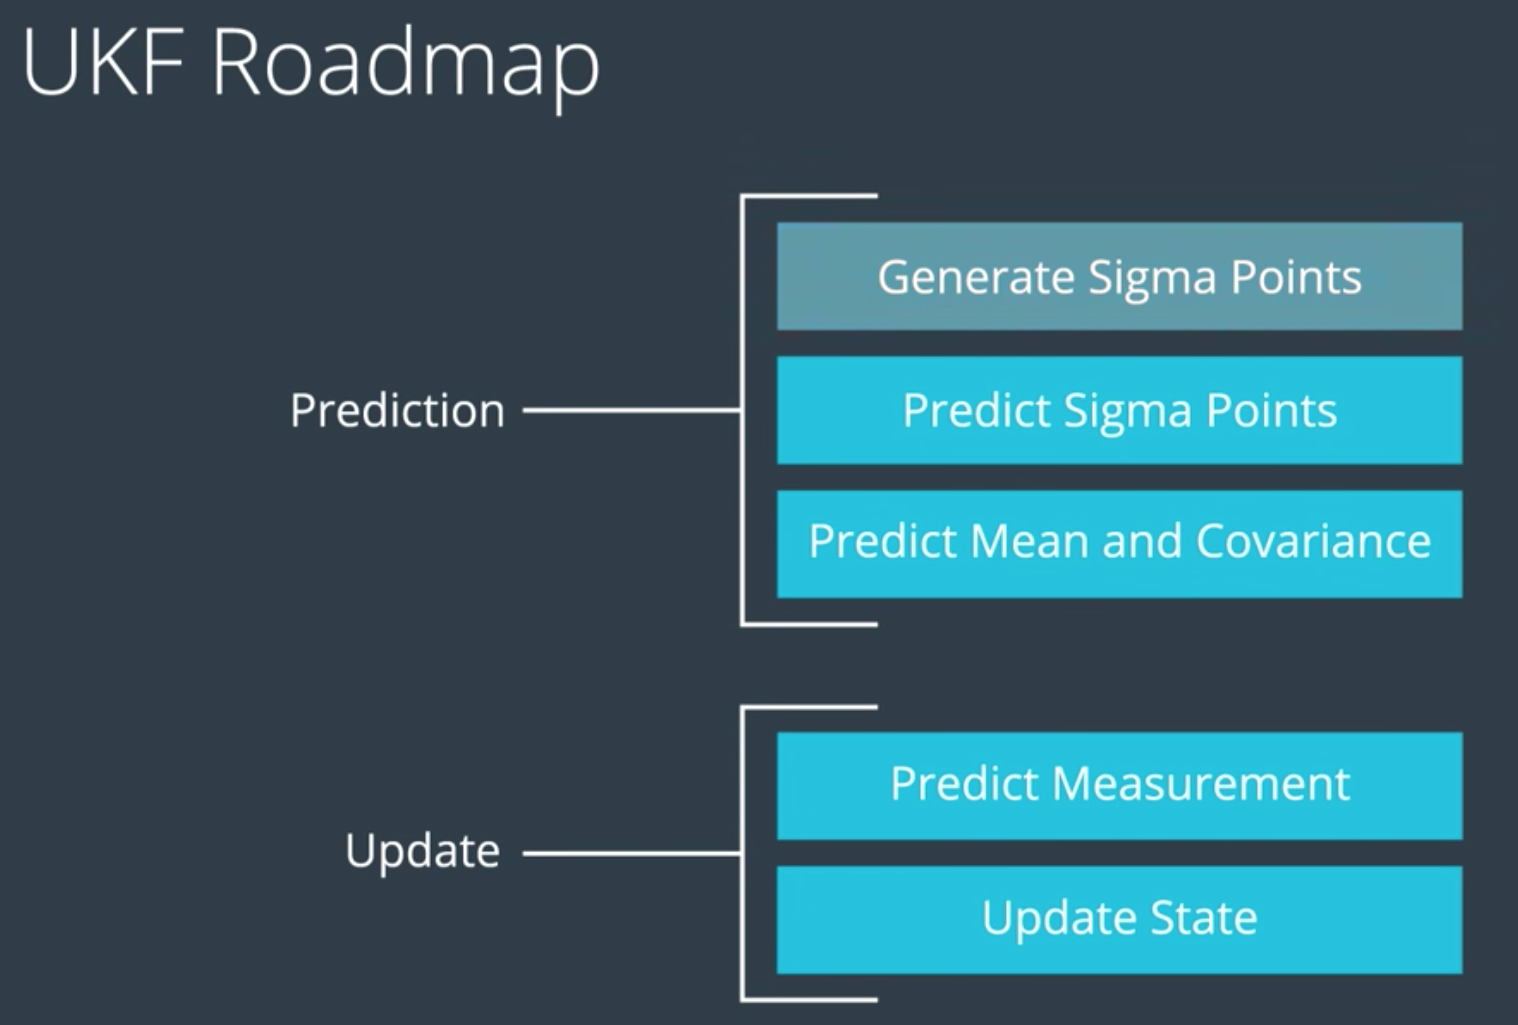 UKF Roadmap
Prediction
Generate Sigma Points
Predict Sigma Points
Predict Mean and Covariance
Update
Predict Measurement
Update State